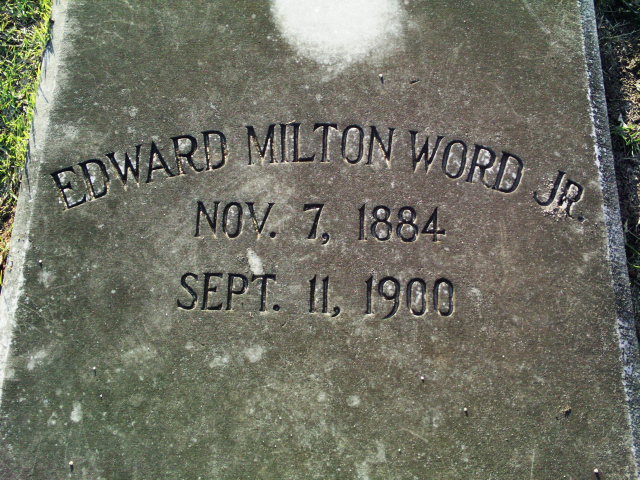 EDWARD MILTON WORD JR.
NOV. 7, 1884
SEPT. 11, 1900